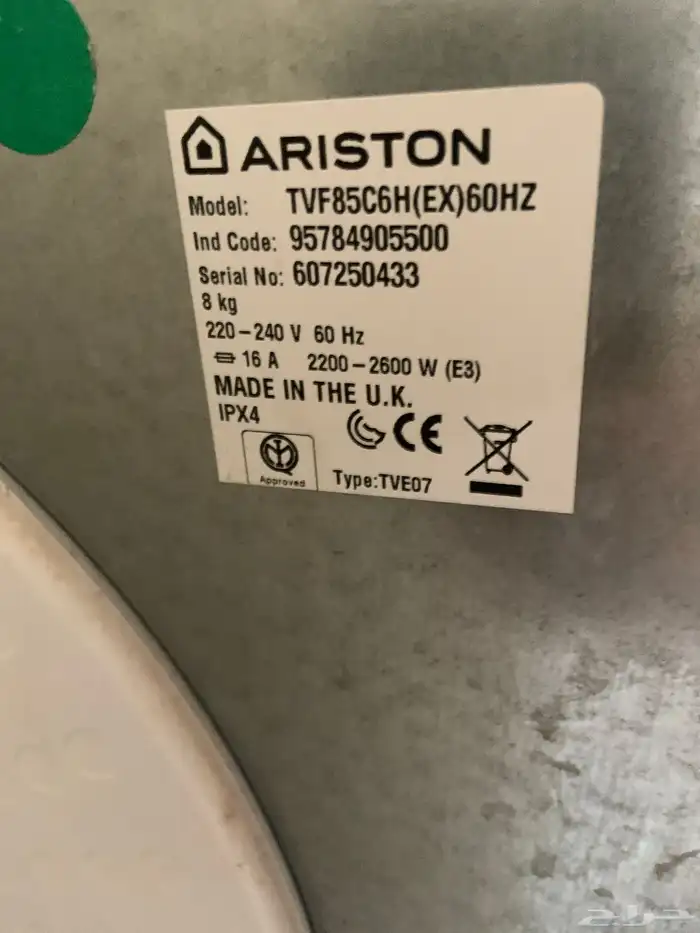 ARISTON
Model: TVF85C6H(EX)60HZ
Ind Code: 95784905500
Serial No: 607250433
8 kg
220-240 V 60 Hz
16 A 2200-2600 W (E3)
MADE IN THE U.K.
IPX4
CE
Approved
Type:TVE07
حراج